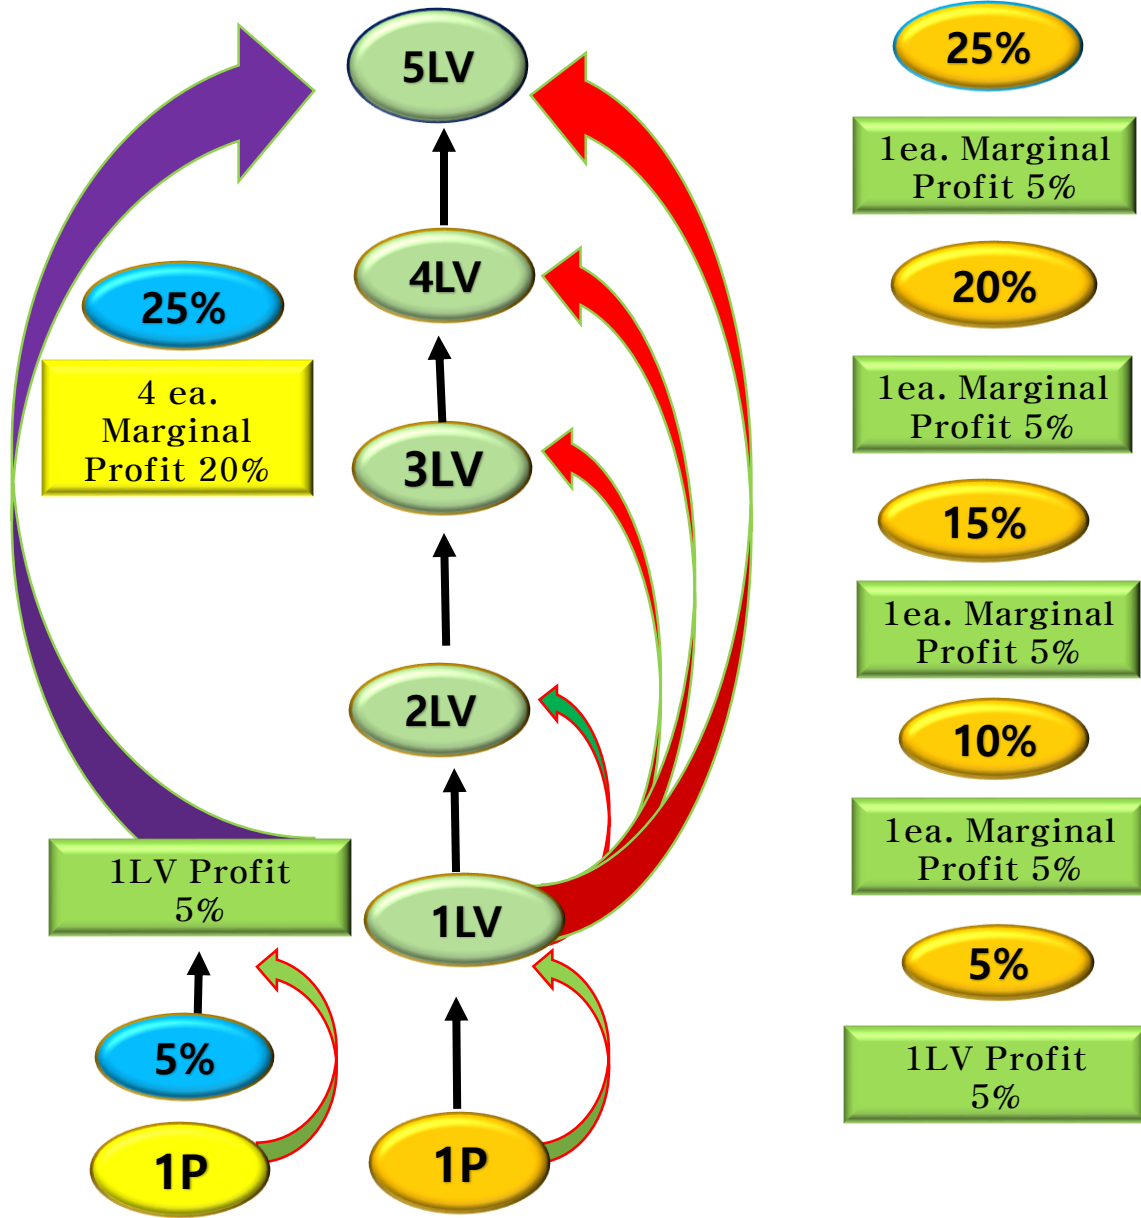 5LV
4LV
3LV
2LV
1LV
1P
25%
4 ea.
Marginal
Profit 20%
1LV Profit
5%
5%
1P
25%
1ea. Marginal
Profit 5%
20%
1ea. Marginal
Profit 5%
15%
1ea. Marginal
Profit 5%
10%
1ea. Marginal
Profit 5%
5%
1LV Profit
5%